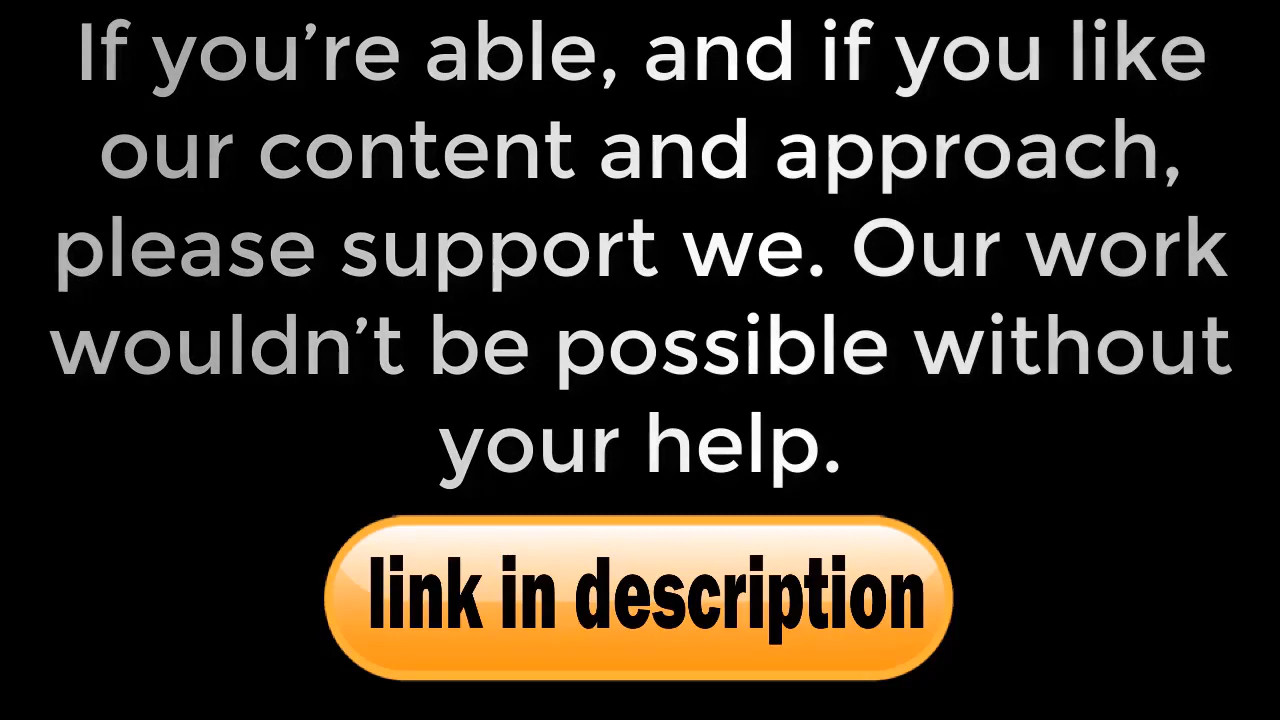 If you’re able, and if you like
our content and approach,
please support we. Our work
wouldn’t be possible without
your help.
link in description